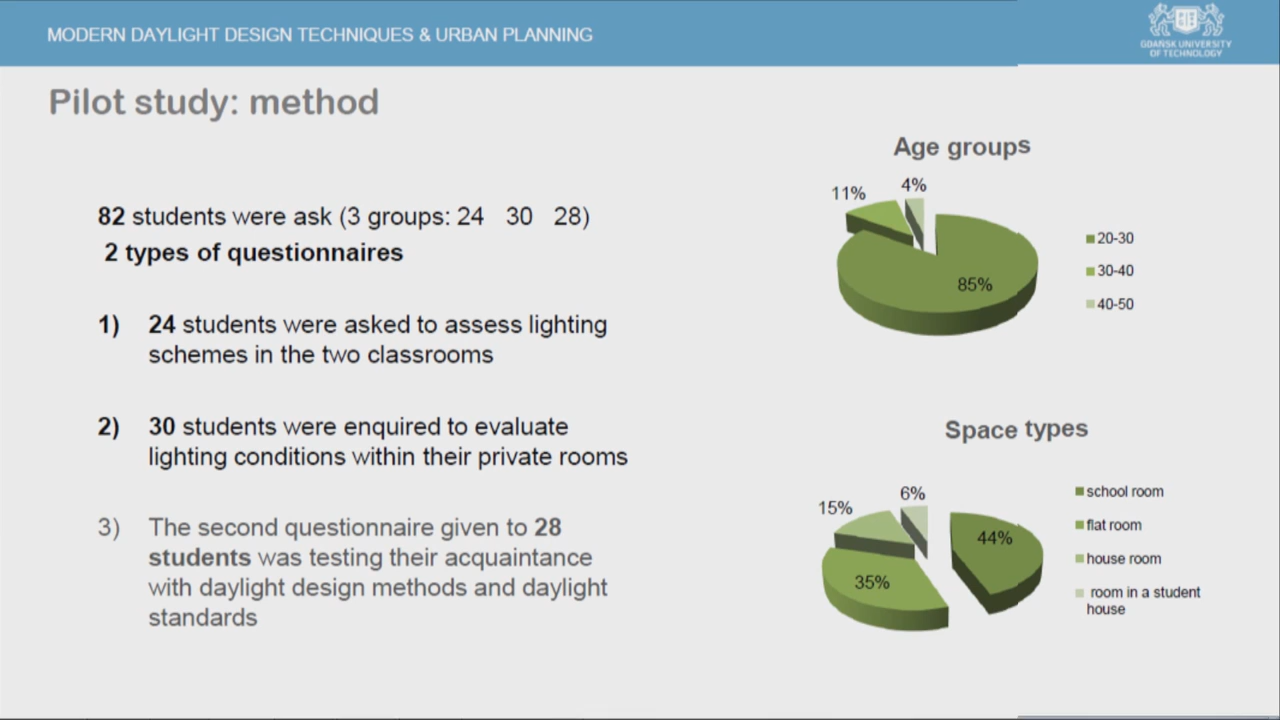 MODERN DAYLIGHT DESIGN TECHNIQUES & URBAN PLANNING
GDAŃSK UNIVERSITY
OF TECHNOLOGY
Pilot study: method
82 students were ask (3 groups: 24 30 28)
2 types of questionnaires
1) 24 students were asked to assess lighting
schemes in the two classrooms
2) 30 students were enquired to evaluate
lighting conditions within their private rooms
3) The second questionnaire given to 28
students was testing their acquaintance
with daylight design methods and daylight
standards
Age groups
11%
4%
85%
20-30
30-40
40-50
Space types
15%
6%
44%
35%
school room
flat room
house room
room in a student
house